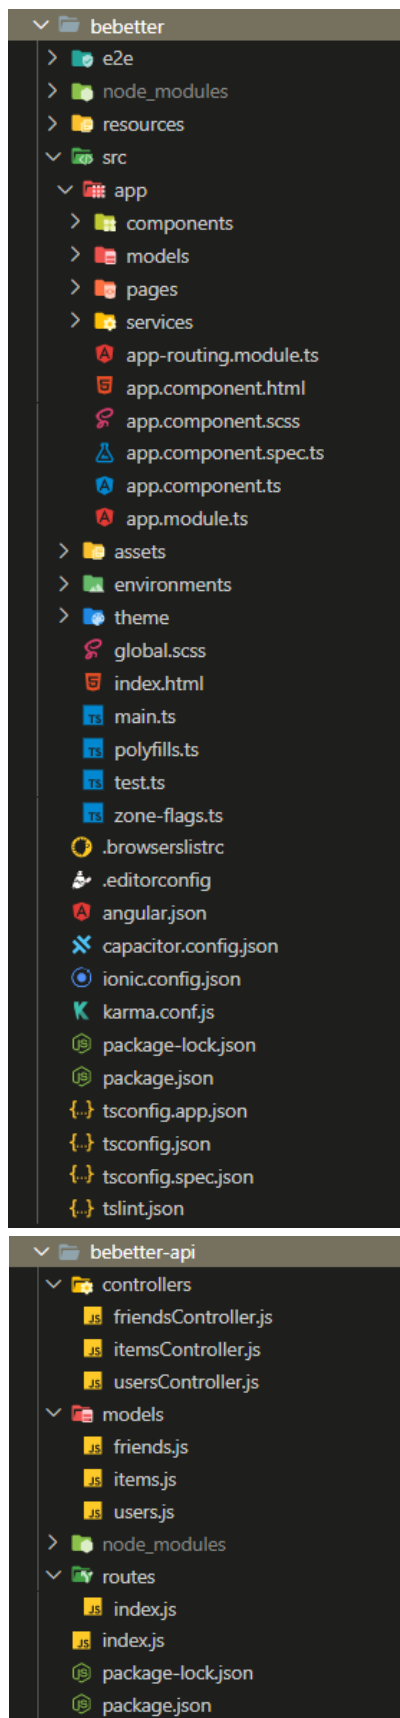 bebetter
e2e
node_modules
resources
src
app
components
models
pages
services
app-routing.module.ts
app.component.html
app.component.scss
app.component.spec.ts
app.component.ts
app.module.ts
assets
environments
theme
global.scss
index.html
main.ts
polyfills.ts
test.ts
zone-flags.ts
.browserslistrc
.editorconfig
angular.json
capacitor.config.json
ionic.config.json
karma.conf.js
package-lock.json
package.json
tsconfig.app.json
tsconfig.json
tsconfig.spec.json
tslint.json
bebetter-api
controllers
friendsController.js
itemsController.js
usersController.js
models
friends.js
items.js
users.js
node_modules
routes
index.js
index.js
package-lock.json
package.json